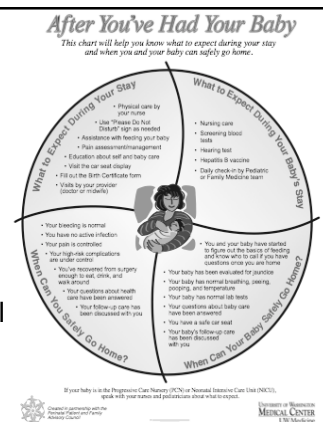 After You've Had Your Baby
This chart will help you know what to expect during your stay
and when you and your baby can safely go home.
What to Expect During Your Stay
• Physical care by
your nurse
• Use "Please Do Not
Disturb" sign as needed
• Assistance with feeding your baby
• Pain assessment/management
• Education about self and baby care
• Visit the car seat display
• Fill out the Birth Certificate form
• Visits by your provider
(doctor or midwife)
What to Expect During Your Baby's Stay
• Nursing care
• Screening blood
tests
• Hearing test
• Hepatitis B vaccine
• Daily check-in by Pediatric
or Family Medicine team
When Can You Safely Go Home?
• Your bleeding is normal
• You have no active infection
• Your pain is controlled
• Your high-risk complications
are under control
• You've recovered from surgery
enough to eat, drink, and
walk around
• Your questions about health
care have been answered
• Your follow-up care has
been discussed with you
When Can Your Baby Safely Go Home?
• You and your baby have started
to figure out the basics of feeding
and know who to call if you have
questions once you are home
• Your baby has been evaluated for jaundice
• Your baby has normal breathing, peeing,
pooping, and temperature
• Your baby has normal lab tests
• Your questions about baby care
have been answered
• You have a safe car seat
• Your baby's follow-up care
has been discussed
with you
If your baby is in the Progressive Care Nursery (PCN) or Neonatal Intensive Care Unit (NICU),
speak with your nurses and pediatricians about what to expect.
Created in partnership with the
Perinatal Patient and Family
Advisory Council
UNIVERSITY OF WASHINGTON
MEDICAL CENTER
UW Medicine